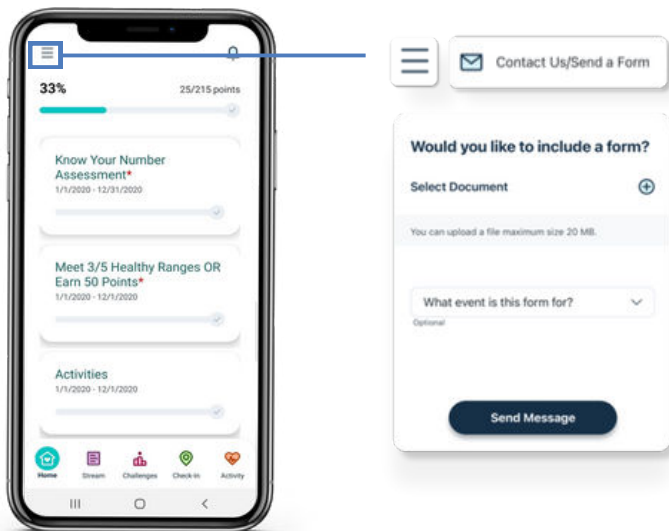 33%
25/215 points
Know Your Number
Assessment*
1/1/2020 - 12/31/2020
Meet 3/5 Healthy Ranges OR
Earn 50 Points*
1/1/2020 - 12/1/2020
Activities
1/1/2020 - 12/1/2020
Home Stream Challenges Check-in Activity
Contact Us/Send a Form
Would you like to include a form?
Select Document
You can upload a file maximum size 20 MB.
What event is this form for?
Optional
Send Message